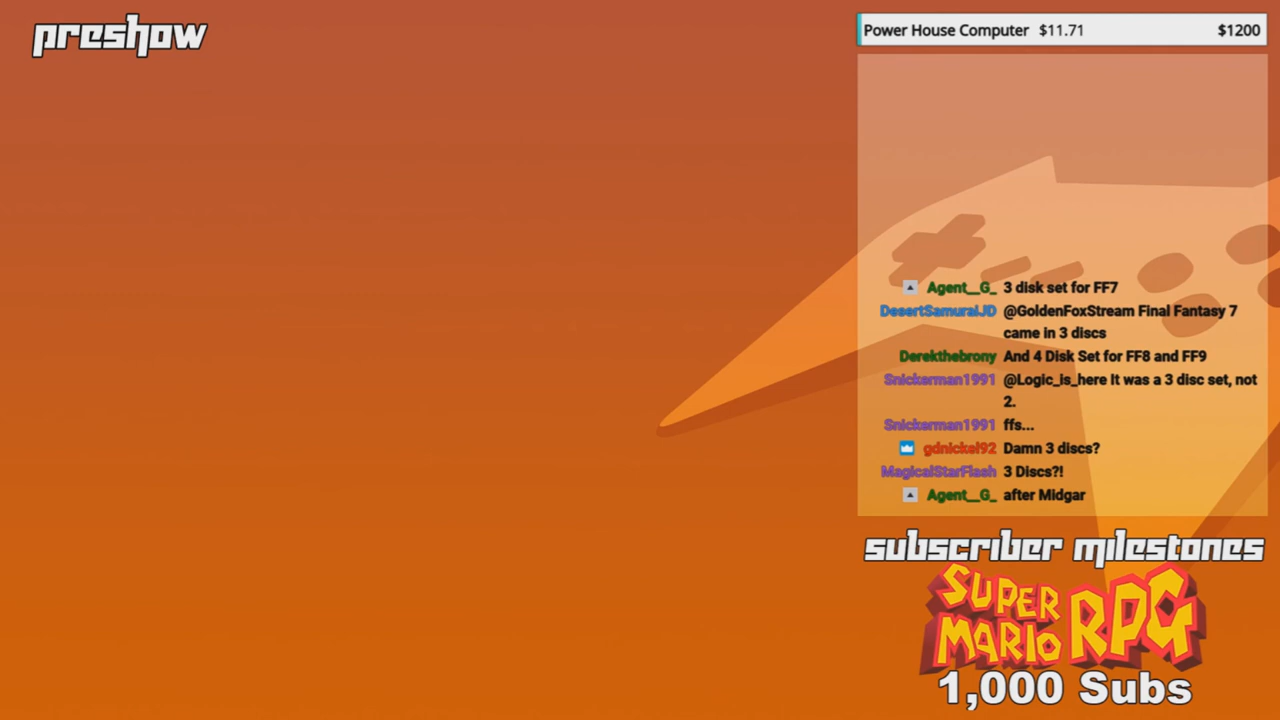 preshow
Power House Computer $11.71 $1200
Agent__G_ 3 disk set for FF7
DesertSamuraiJD @GoldenFoxStream Final Fantasy 7
came in 3 discs
Derekthebrony And 4 Disk Set for FF8 and FF9
Snickerman1991 @Logic_is_here It was a 3 disc set, not
2.
Snickerman1991 ffs...
gdnickel92 Damn 3 discs?
MagicalStarFlash 3 Discs?!
Agent__G_ after Midgar
subscriber milestones
SUPER
MARIO RPG
1,000 Subs